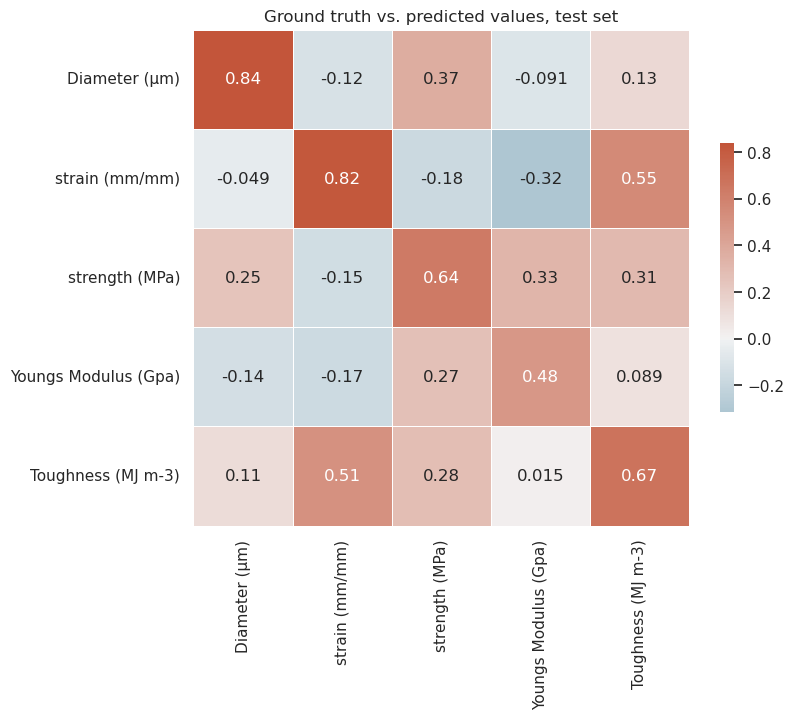 Ground truth vs. predicted values, test set
Diameter (μm) 0.84 -0.12 0.37 -0.091 0.13
strain (mm/mm) -0.049 0.82 -0.18 -0.32 0.55
strength (MPa) 0.25 -0.15 0.64 0.33 0.31
Youngs Modulus (Gpa) -0.14 -0.17 0.27 0.48 0.089
Toughness (MJ m-3) 0.11 0.51 0.28 0.015 0.67
Diameter (μm)
strain (mm/mm)
strength (MPa)
Youngs Modulus (Gpa)
Toughness (MJ m-3)
0.8
0.6
0.4
0.2
0.0
−0.2